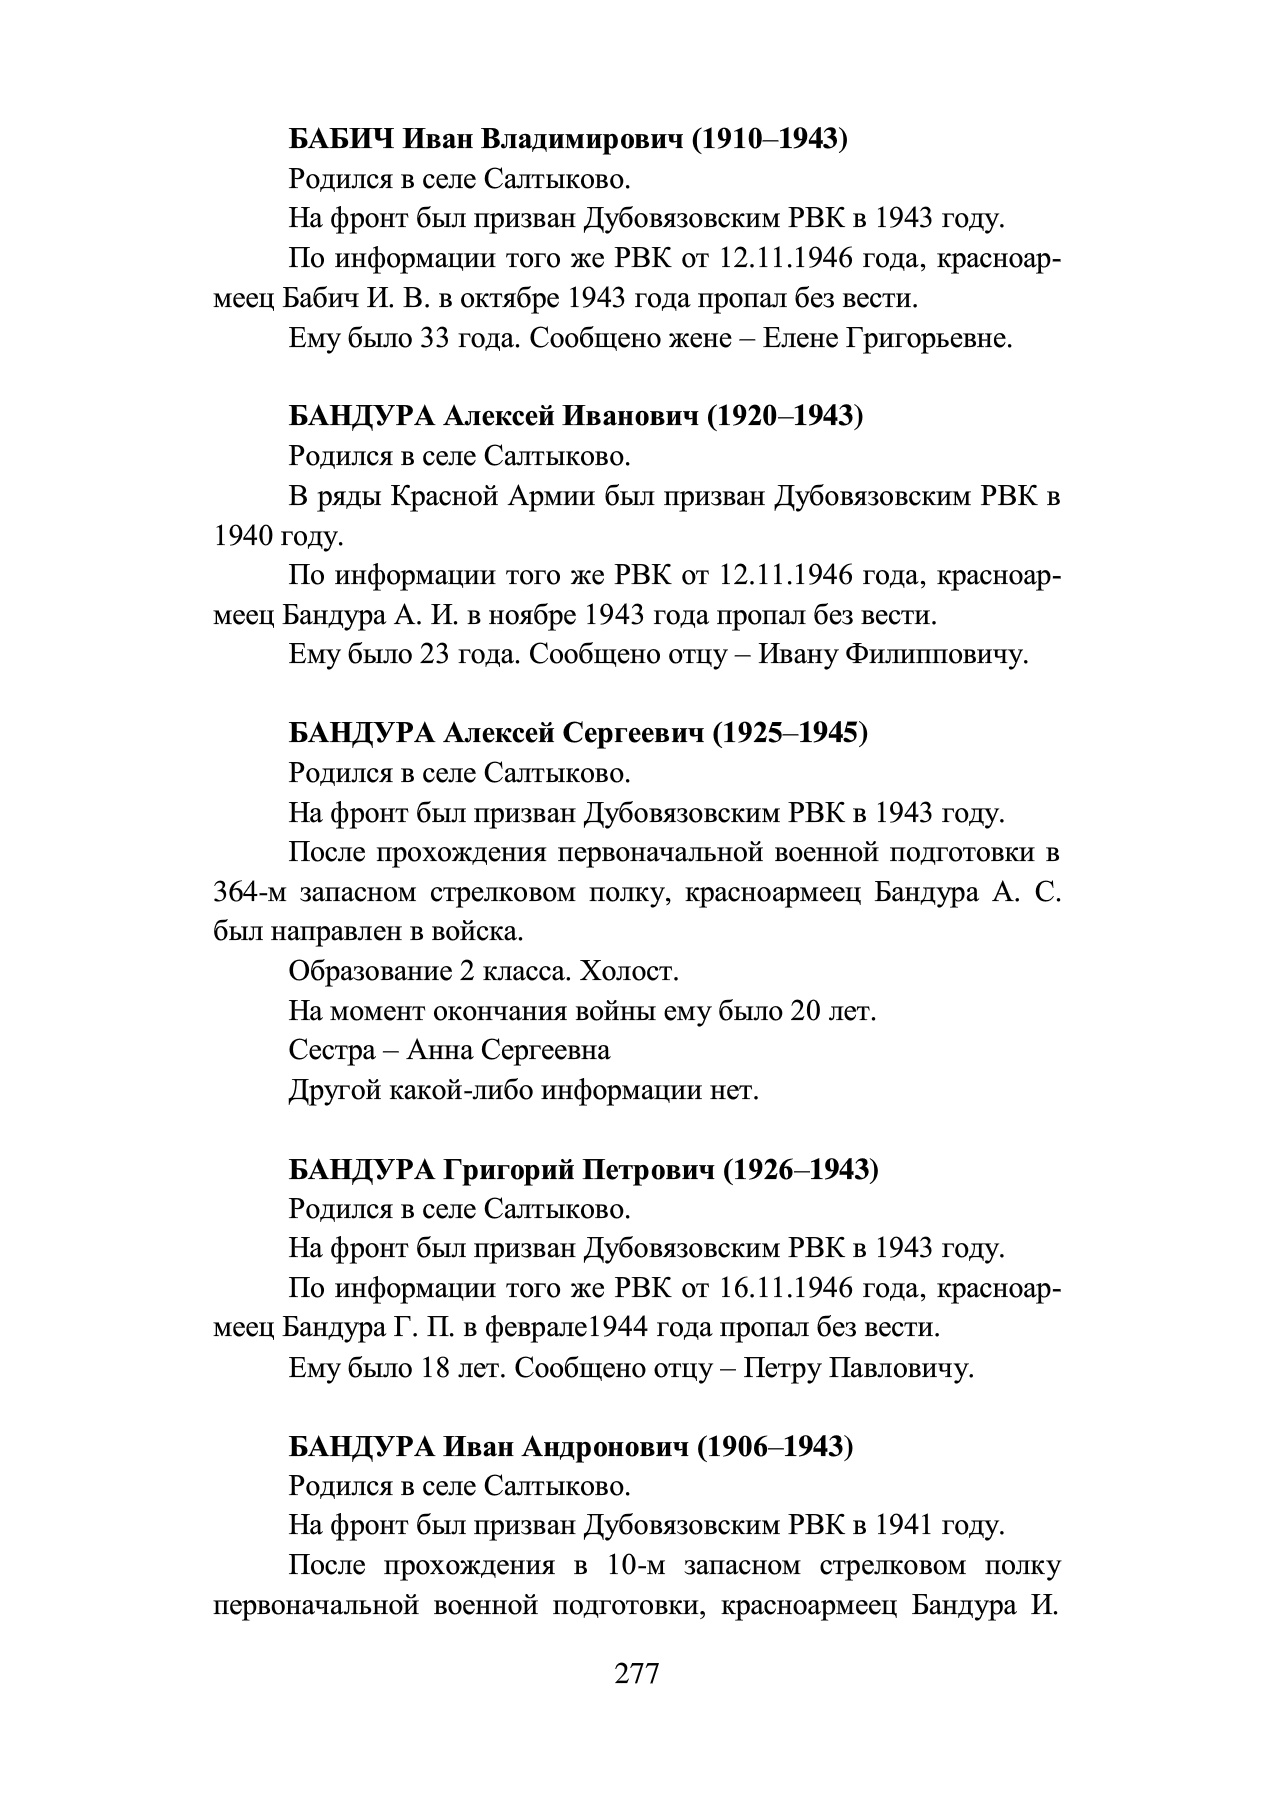 БАБИЧ Иван Владимирович (1910–1943)
Родился в селе Салтыково.
На фронт был призван Дубовязовским РВК в 1943 году.
По информации того же РВК от 12.11.1946 года, красноар-
меец Бабич И. В. в октябре 1943 года пропал без вести.
Ему было 33 года. Сообщено жене – Елене Григорьевне.
БАНДУРА Алексей Иванович (1920–1943)
Родился в селе Салтыково.
В ряды Красной Армии был призван Дубовязовским РВК в
1940 году.
По информации того же РВК от 12.11.1946 года, красноар-
меец Бандура А. И. в ноябре 1943 года пропал без вести.
Ему было 23 года. Сообщено отцу – Ивану Филипповичу.
БАНДУРА Алексей Сергеевич (1925–1945)
Родился в селе Салтыково.
На фронт был призван Дубовязовским РВК в 1943 году.
После прохождения первоначальной военной подготовки в
364-м запасном стрелковом полку, красноармеец Бандура А. С.
был направлен в войска.
Образование 2 класса. Холост.
На момент окончания войны ему было 20 лет.
Сестра – Анна Сергеевна
Другой какой-либо информации нет.
БАНДУРА Григорий Петрович (1926–1943)
Родился в селе Салтыково.
На фронт был призван Дубовязовским РВК в 1943 году.
По информации того же РВК от 16.11.1946 года, красноар-
меец Бандура Г. П. в феврале1944 года пропал без вести.
Ему было 18 лет. Сообщено отцу – Петру Павловичу.
БАНДУРА Иван Андронович (1906–1943)
Родился в селе Салтыково.
На фронт был призван Дубовязовским РВК в 1941 году.
После прохождения в 10-м запасном стрелковом полку
первоначальной военной подготовки, красноармеец Бандура И.
277